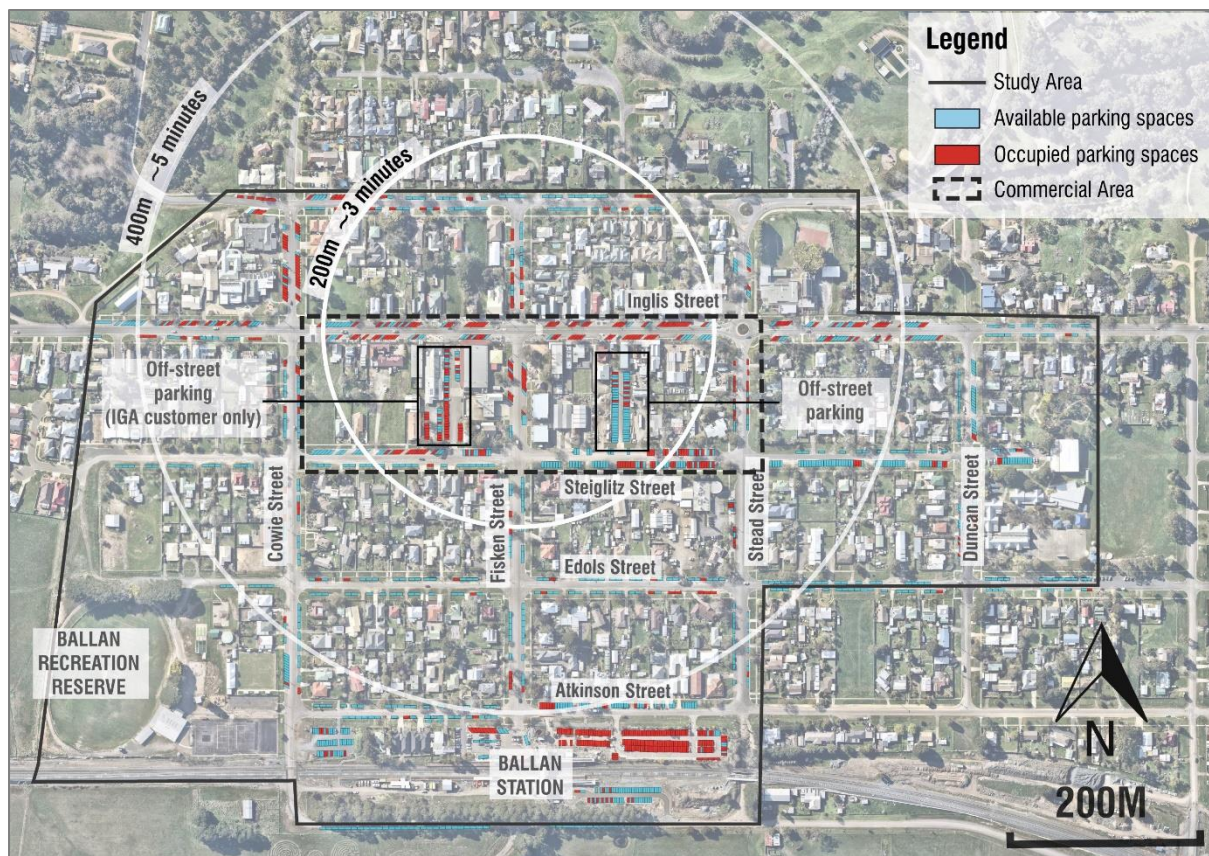 Legend
Study Area
Available parking spaces
Occupied parking spaces
Commercial Area
400m ~5 minutes
200m ~3 minutes
Inglis Street
Off-street
parking
(IGA customer only)
Off-street
parking
Cowie Street
Fisken Street
Steiglitz Street
Stead Street
Duncan Street
Edols Street
BALLAN
RECREATION
RESERVE
Atkinson Street
BALLAN
STATION
N
200M